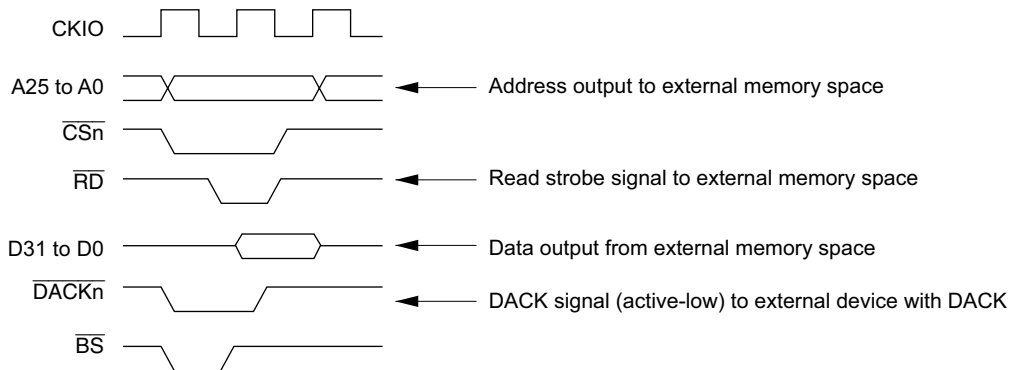 CKIO
A25 to A0 Address output to external memory space
CSn
RD Read strobe signal to external memory space
D31 to D0 Data output from external memory space
DACKn DACK signal (active-low) to external device with DACK
BS